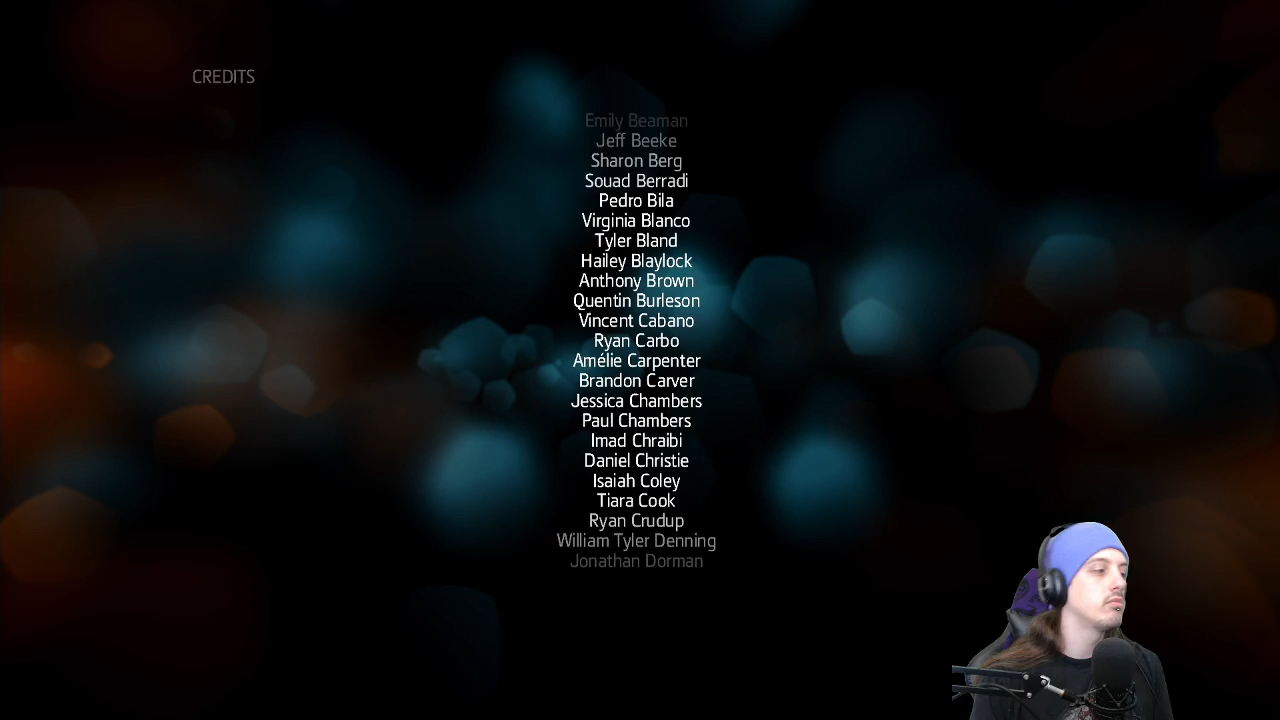 CREDITS
Emily Beaman
Jeff Beeke
Sharon Berg
Souad Berradi
Pedro Bila
Virginia Blanco
Tyler Bland
Hailey Blaylock
Anthony Brown
Quentin Burleson
Vincent Cabano
Ryan Carbo
Amélie Carpenter
Brandon Carver
Jessica Chambers
Paul Chambers
Imad Chraibi
Daniel Christie
Isaiah Coley
Tiara Cook
Ryan Crudup
William Tyler Denning
Jonathan Dorman